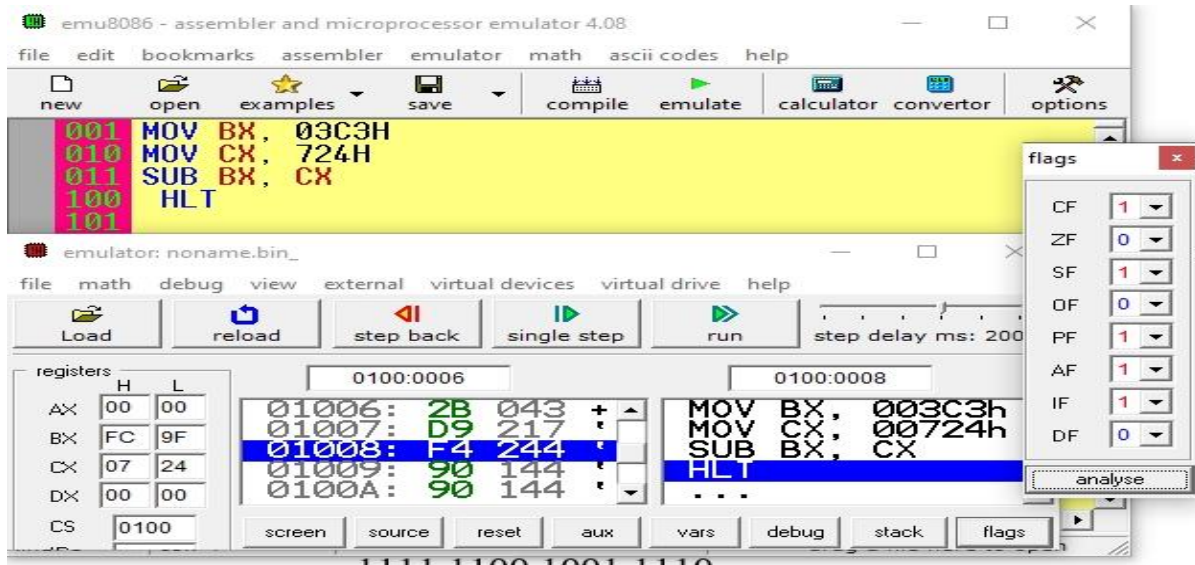 emu8086 - assembler and microprocessor emulator 4.08
file edit bookmarks assembler emulator math ascii codes help
new open examples save compile emulate calculator convertor options
001 MOV BX, 03C3H
010 MOV CX, 724H
011 SUB BX, CX
100 HLT
101
flags
CF 1
ZF 0
SF 1
OF 0
PF 1
AF 1
IF 1
DF 0
analyse
emulator: noname.bin_
file math debug view external virtual devices virtual drive help
Load reload step back single step run step delay ms: 200
registers
H L
AX 00 00
BX FC 9F
CX 07 24
DX 00 00
CS 0100
0100:0006
01006: 2B 043 +
01007: D9 217
01008: F4 244
01009: 90 144
0100A: 90 144
0100:0008
MOV BX, 003C3h
MOV CX, 00724h
SUB BX, CX
HLT
...
screen source reset aux vars debug stack flags
1111 1100 1001 1110